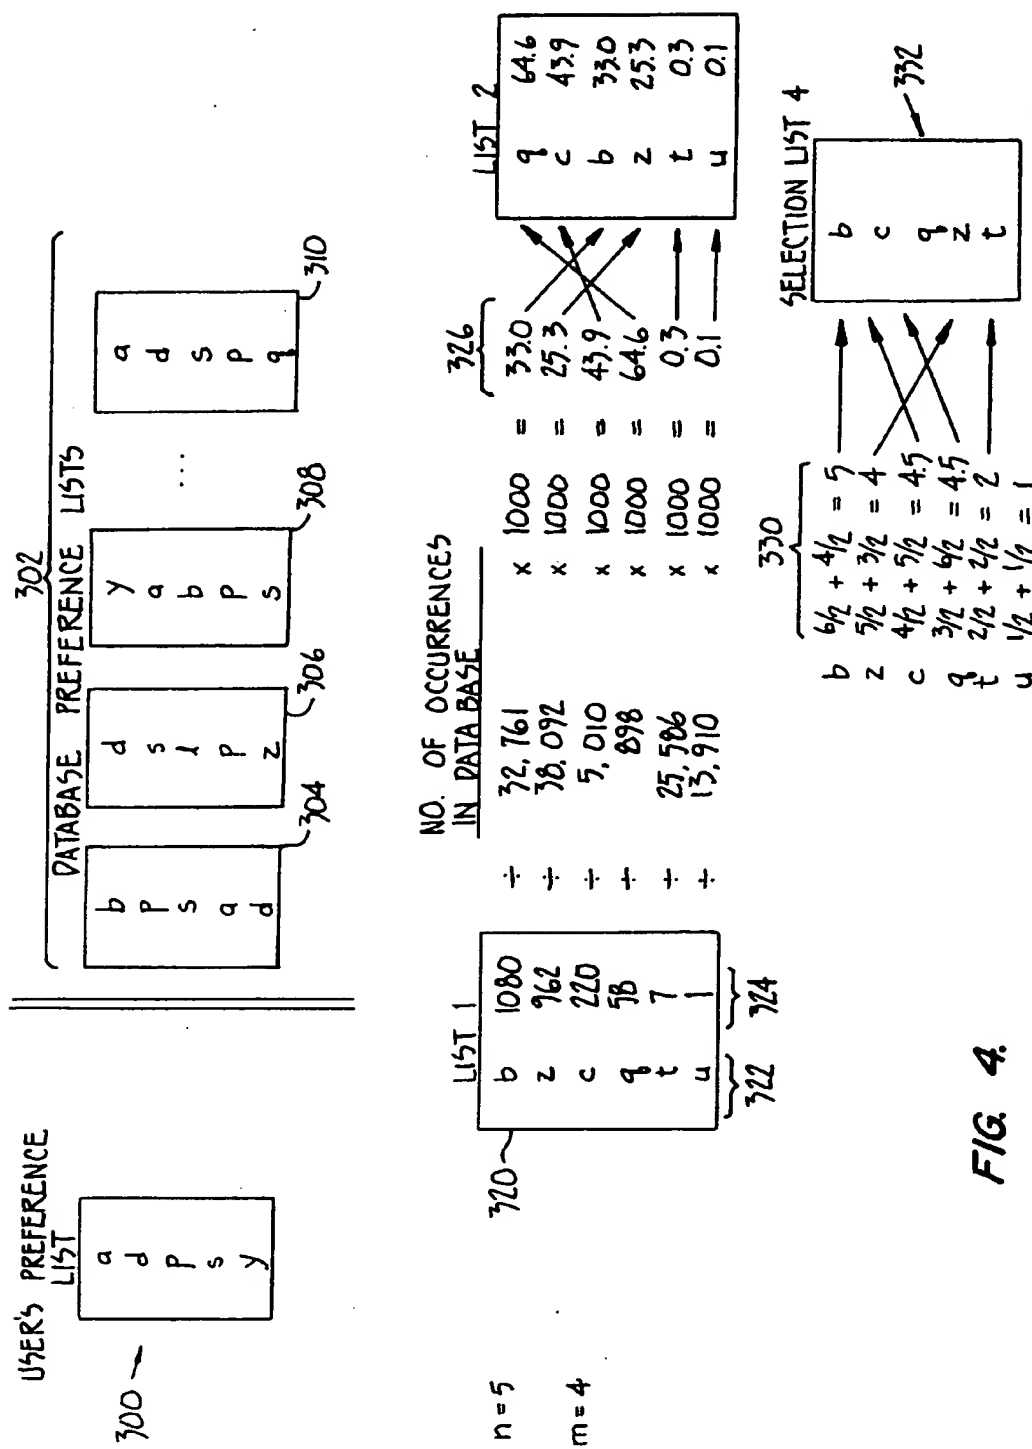 USER'S PREFERENCE
LIST
300
a
d
p
s
y
302
DATABASE PREFERENCE LISTS
b
p
s
a
d
304
d
s
l
p
z
306
y
a
b
p
s
308
...
a
d
s
p
q
310
n=5
m=4
LIST 1
320
b 1080
z 962
c 220
q 58
t 7
u 1
322
324
NO. OF OCCURRENCES
IN DATABASE
÷ 32,761 x 1000 = 33.0
÷ 38,092 x 1000 = 25.3
÷ 5,010 x 1000 = 43.9
÷ 898 x 1000 = 64.6
÷ 25,586 x 1000 = 0.3
÷ 13,910 x 1000 = 0.1
326
LIST 2
q 64.6
c 43.9
b 33.0
z 25.3
t 0.3
u 0.1
330
b 6/2 + 4/2 = 5
z 5/2 + 3/2 = 4
c 4/2 + 5/2 = 4.5
q 3/2 + 6/2 = 4.5
t 2/2 + 2/2 = 2
u 1/2 + 1/2 = 1
SELECTION LIST 4
b
c
q
z
t
332
FIG. 4.